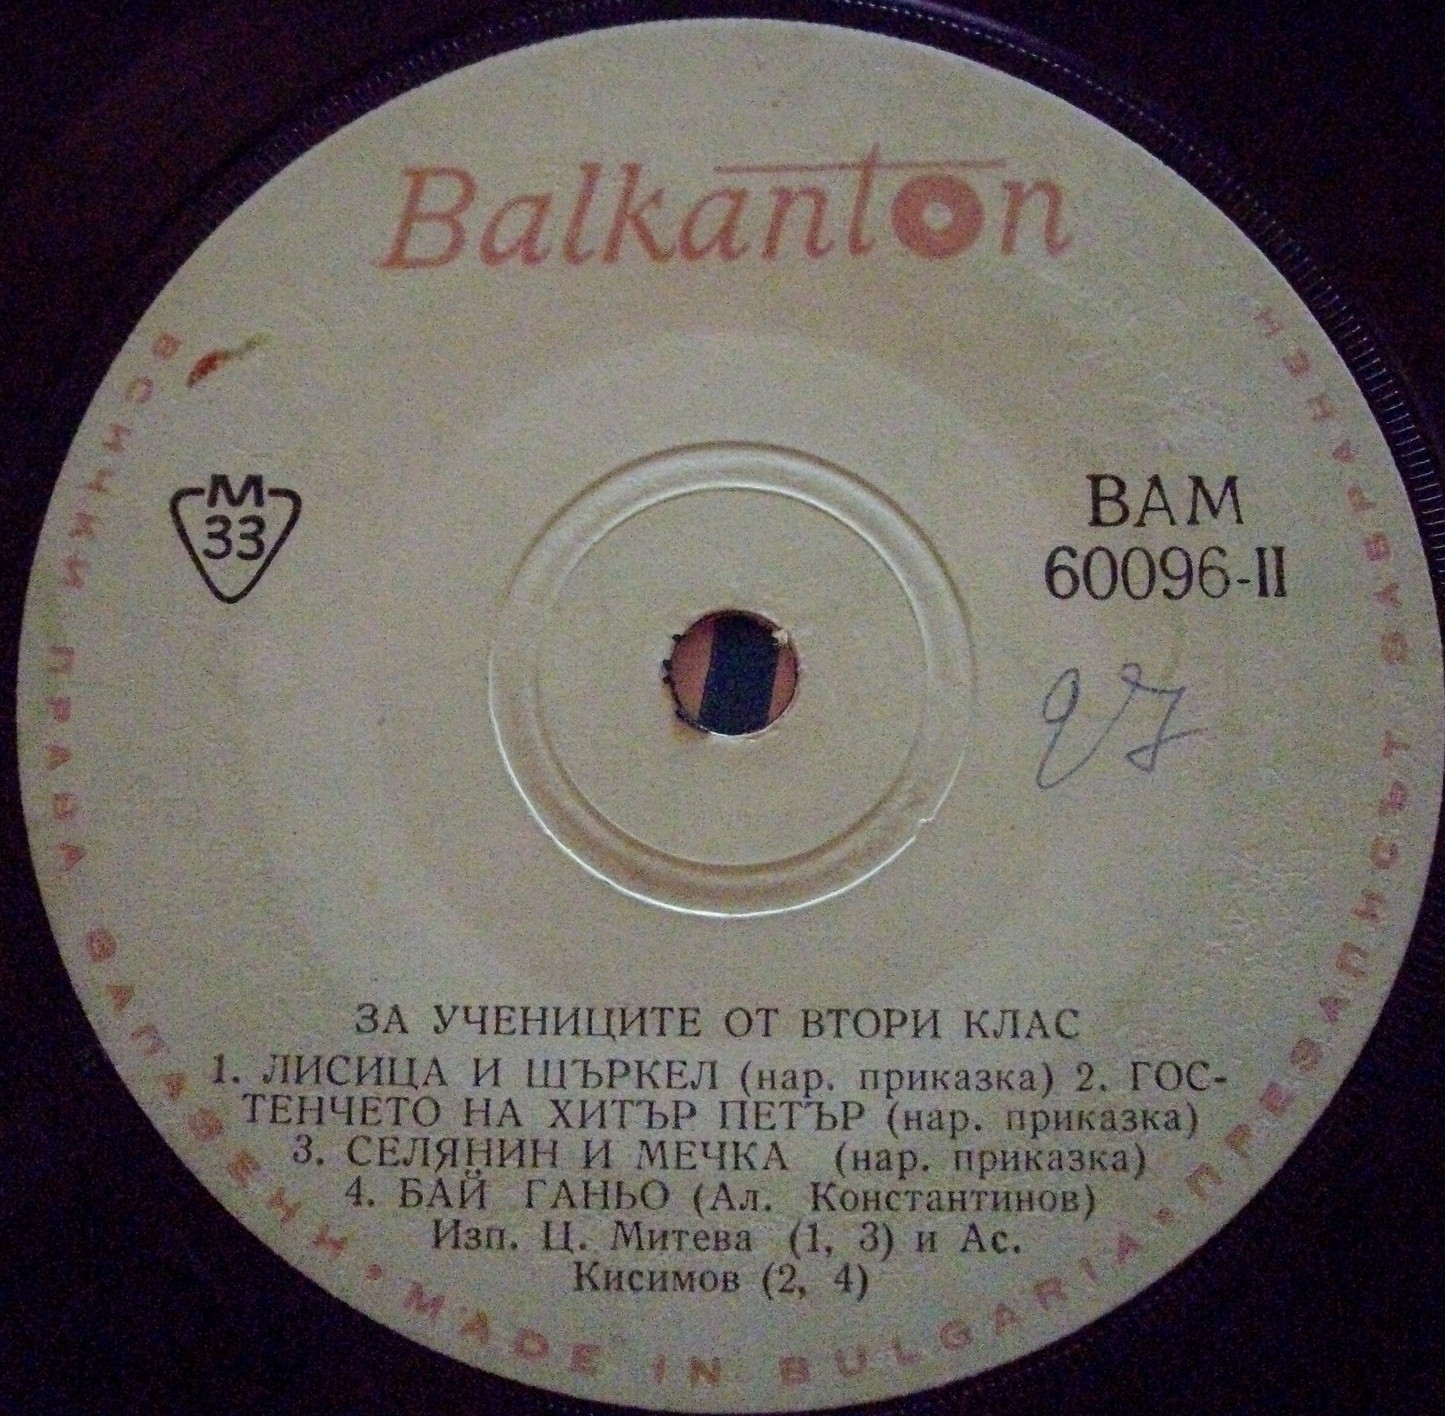 Balkanton
M
33
ВАМ
60096-II
ЗА УЧЕНИЦИТЕ ОТ ВТОРИ КЛАС
1. ЛИСИЦА И ЩЪРКЕЛ (нар. приказка) 2. ГОС-
ТЕНЧЕТО НА ХИТЪР ПЕТЪР (нар. приказка)
3. СЕЛЯНИН И МЕЧКА (нар. приказка)
4. БАЙ ГАНЬО (Ал. Константинов)
Изп. Ц. Митева (1, 3) и Ас.
Кисимов (2, 4)
ВСИЧКИ ПРАВА ЗАПАЗЕНИ • MADE IN BULGARIA • ПРЕЗАПИСЪТ ЗАБРАНЕН